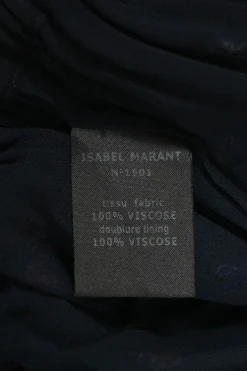 ISABEL MARANT
N°1901
tissu fabric
100% VISCOSE
doublure lining
100% VISCOSE